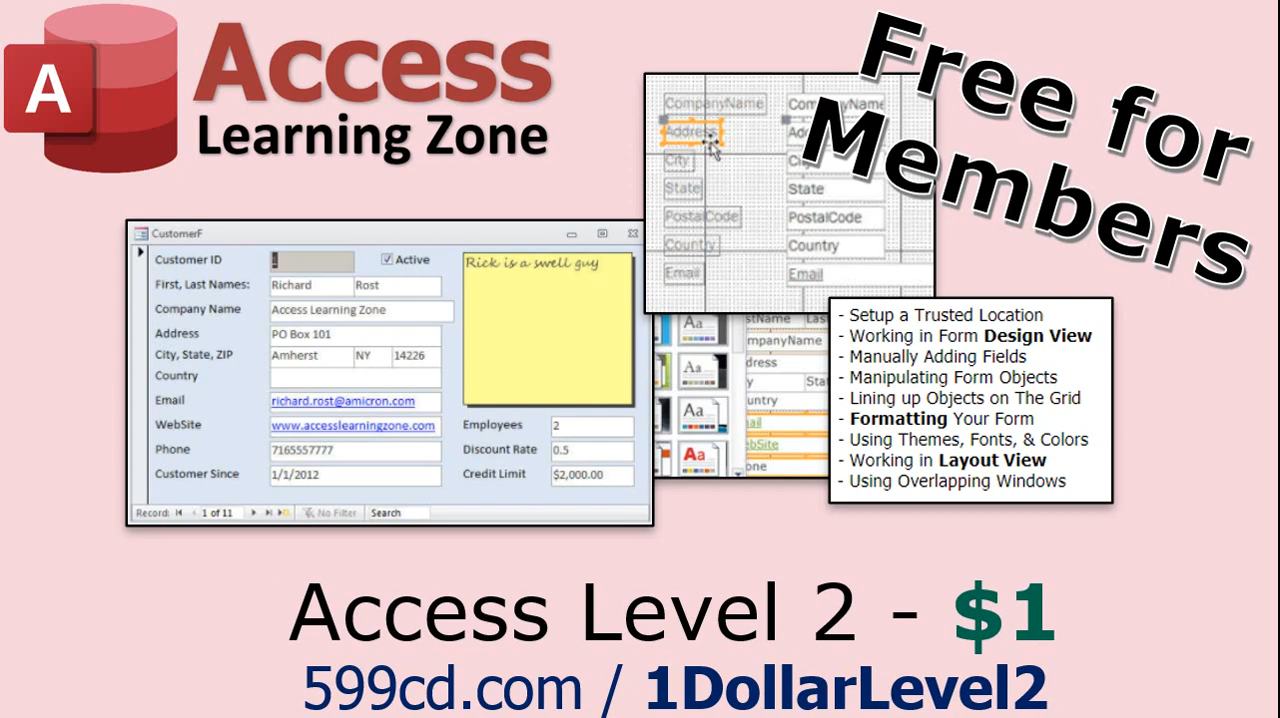 A
Access
Learning Zone
Free for
Members
CompanyName
Address
City
State
State
PostalCode
PostalCode
Country
Country
Email
Email
CustomerF
Customer ID
Active
First, Last Names: Richard Rost
Company Name Access Learning Zone
Address PO Box 101
City, State, ZIP Amherst NY 14226
Country
Email richard.rost@amicron.com
WebSite www.accesslearningzone.com
Phone 7165557777
Customer Since 1/1/2012
Rick is a swell guy
Employees 2
Discount Rate 0.5
Credit Limit $2,000.00
Record: 1 of 11 No Filter Search
Aa
- Setup a Trusted Location
- Working in Form Design View
- Manually Adding Fields
- Manipulating Form Objects
- Lining up Objects on The Grid
- Formatting Your Form
- Using Themes, Fonts, & Colors
- Working in Layout View
- Using Overlapping Windows
Access Level 2 - $1
599cd.com / 1DollarLevel2